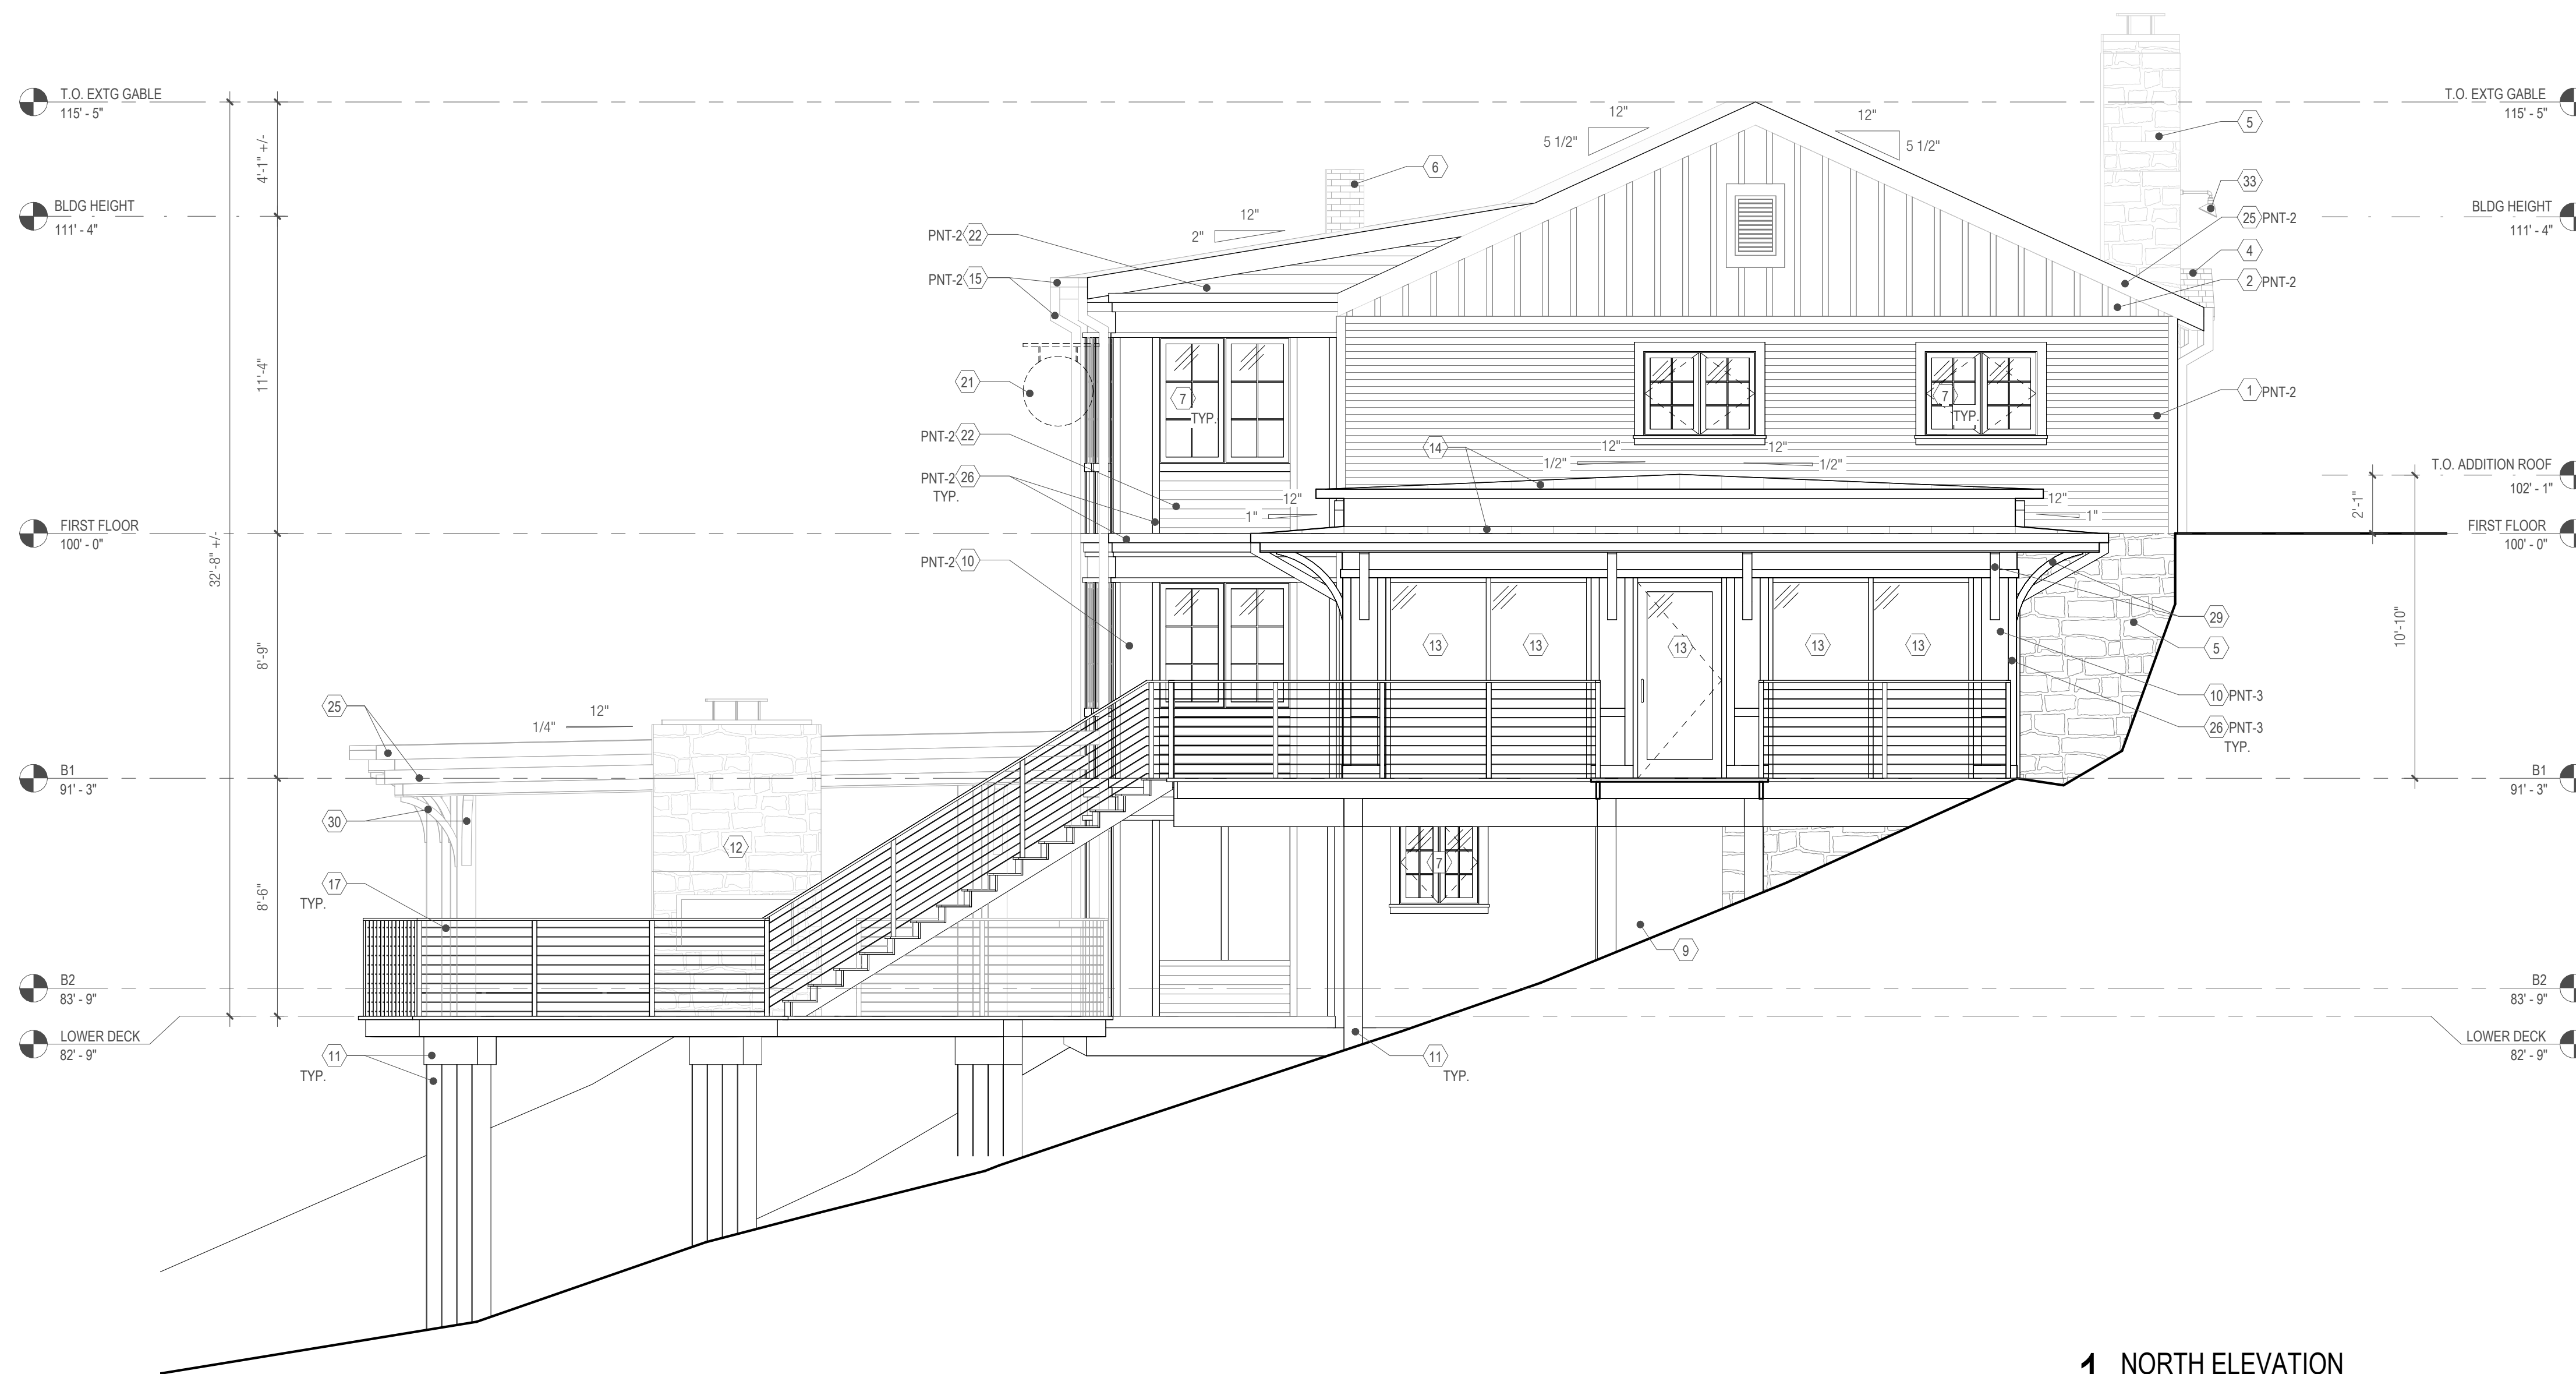 T.O. EXTG GABLE
115' - 5"
T.O. EXTG GABLE
115' - 5"
12"
5 1/2"
12"
5 1/2"
5
4'-1" +/-
6
33
BLDG HEIGHT
111' - 4"
BLDG HEIGHT
111' - 4"
12"
2"
PNT-2 22
25 PNT-2
4
PNT-2 15
2 PNT-2
11'-4"
21
7
TYP.
7
TYP.
1 PNT-2
PNT-2 22
14
12"
12"
1/2"
1/2"
T.O. ADDITION ROOF
102' - 1"
PNT-2 26
TYP.
12"
1"
12"
1"
2'-1"
FIRST FLOOR
100' - 0"
FIRST FLOOR
100' - 0"
32'-8" +/-
PNT-2 10
29
10'-10"
8'-9"
13
13
13
13
13
5
10 PNT-3
26 PNT-3
TYP.
25
12"
1/4"
B1
91' - 3"
B1
91' - 3"
30
12
7
17
TYP.
8'-6"
9
B2
83' - 9"
B2
83' - 9"
LOWER DECK
82' - 9"
LOWER DECK
82' - 9"
11
TYP.
11
TYP.
1 NORTH ELEVATION